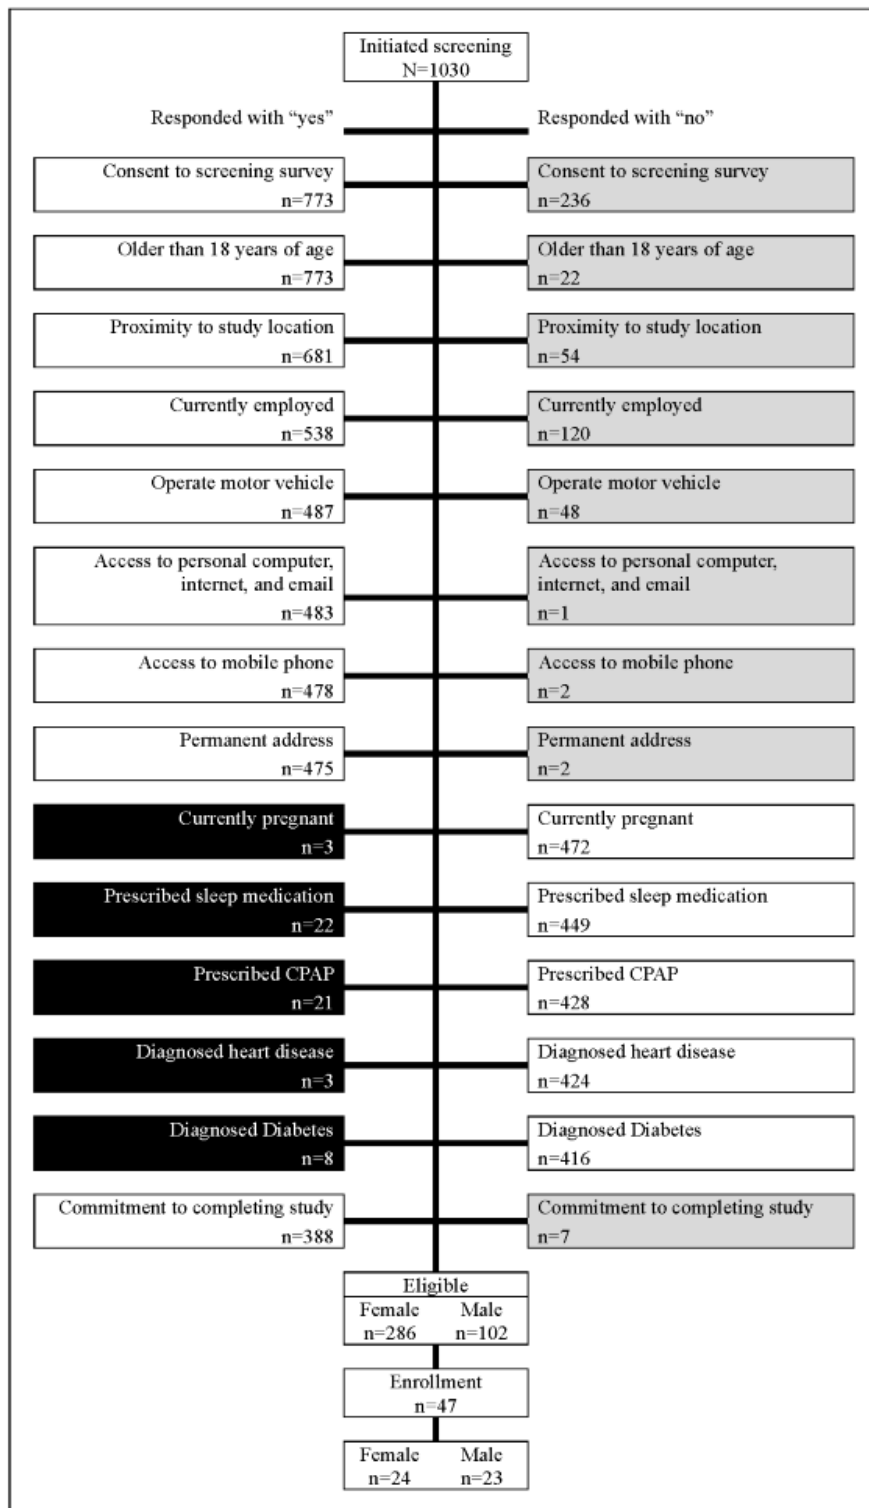 Initiated screening
N=1030
Responded with “yes”
Responded with “no”
Consent to screening survey
n=773
Consent to screening survey
n=236
Older than 18 years of age
n=773
Older than 18 years of age
n=22
Proximity to study location
n=681
Proximity to study location
n=54
Currently employed
n=538
Currently employed
n=120
Operate motor vehicle
n=487
Operate motor vehicle
n=48
Access to personal computer,
internet, and email
n=483
Access to personal computer,
internet, and email
n=1
Access to mobile phone
n=478
Access to mobile phone
n=2
Permanent address
n=475
Permanent address
n=2
Currently pregnant
n=3
Currently pregnant
n=472
Prescribed sleep medication
n=22
Prescribed sleep medication
n=449
Prescribed CPAP
n=21
Prescribed CPAP
n=428
Diagnosed heart disease
n=3
Diagnosed heart disease
n=424
Diagnosed Diabetes
n=8
Diagnosed Diabetes
n=416
Commitment to completing study
n=388
Commitment to completing study
n=7
Eligible
Female Male
n=286 n=102
Enrollment
n=47
Female Male
n=24 n=23